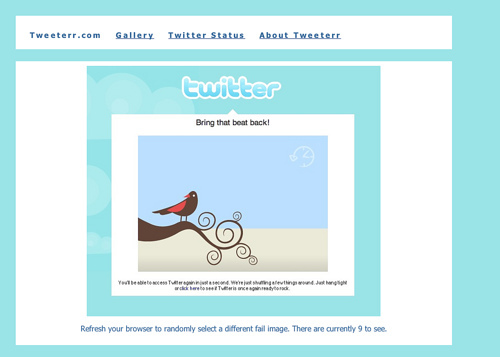 Tweeterr.com Gallery Twitter Status About Tweeterr
twitter
Bring that beat back!
You'll be able to access Twitter again in just a second. We're just shuffling a few things around. Just hang tight
or click here to see if Twitter is once again ready to rock.
Refresh your browser to randomly select a different fail image. There are currently 9 to see.